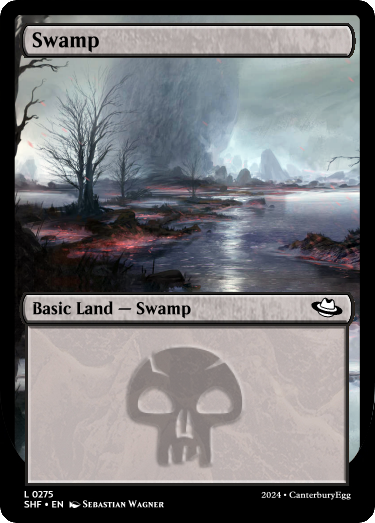 Swamp
Basic Land — Swamp
L 0275
SHF • EN Sebastian Wagner
2024 • CanterburyEgg